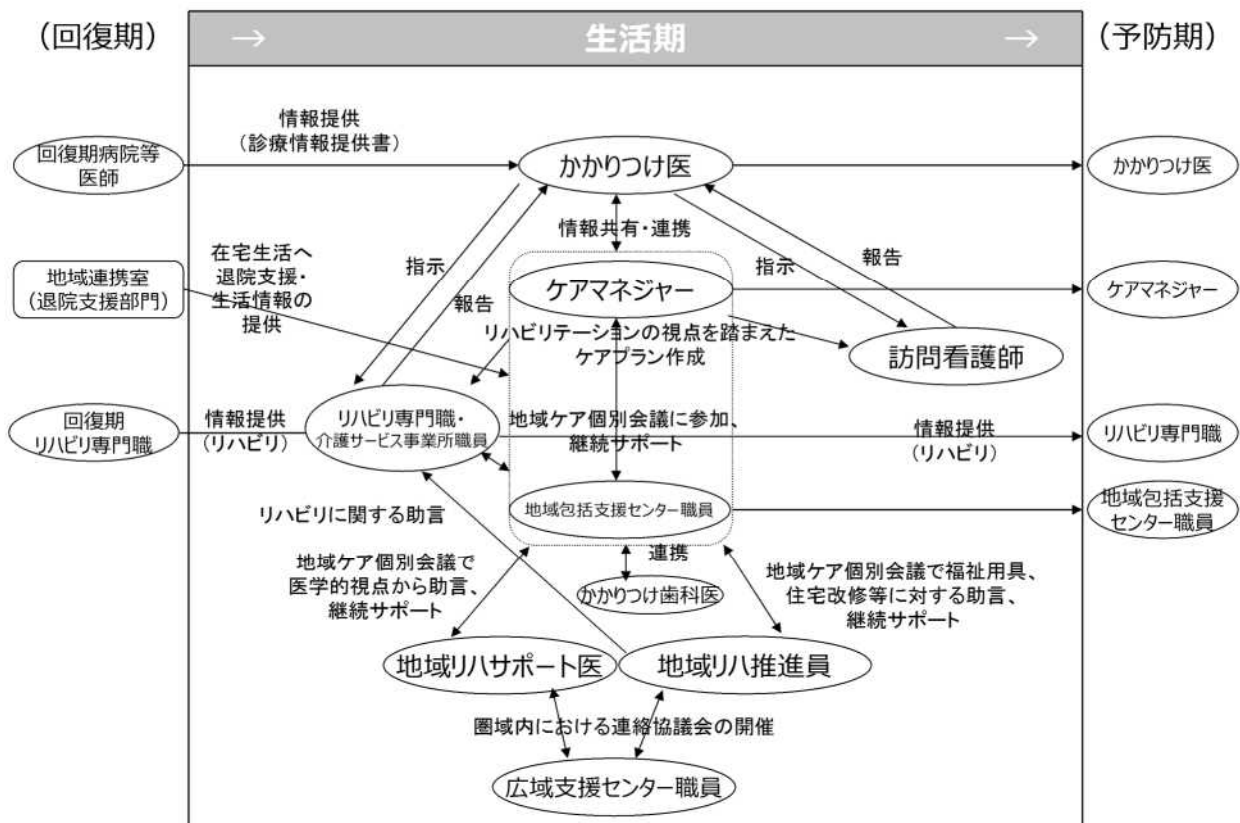 （回復期）
→
生活期
→
（予防期）
情報提供
（診療情報提供書）
回復期病院等
医師
かかりつけ医
かかりつけ医
情報共有・連携
在宅生活へ
退院支援・
生活情報の
提供
地域連携室
（退院支援部門）
指示
報告
ケアマネジャー
指示
報告
ケアマネジャー
リハビリテーションの視点を踏まえた
ケアプラン作成
訪問看護師
回復期
リハビリ専門職
情報提供
（リハビリ）
リハビリ専門職・
介護サービス事業所職員
地域ケア個別会議に参加、
継続サポート
情報提供
（リハビリ）
リハビリ専門職
リハビリに関する助言
地域包括支援センター職員
地域包括支援
センター職員
連携
かかりつけ歯科医
地域ケア個別会議で
医学的視点から助言、
継続サポート
地域ケア個別会議で福祉用具、
住宅改修等に対する助言、
継続サポート
地域リハサポート医
地域リハ推進員
圏域内における連絡協議会の開催
広域支援センター職員